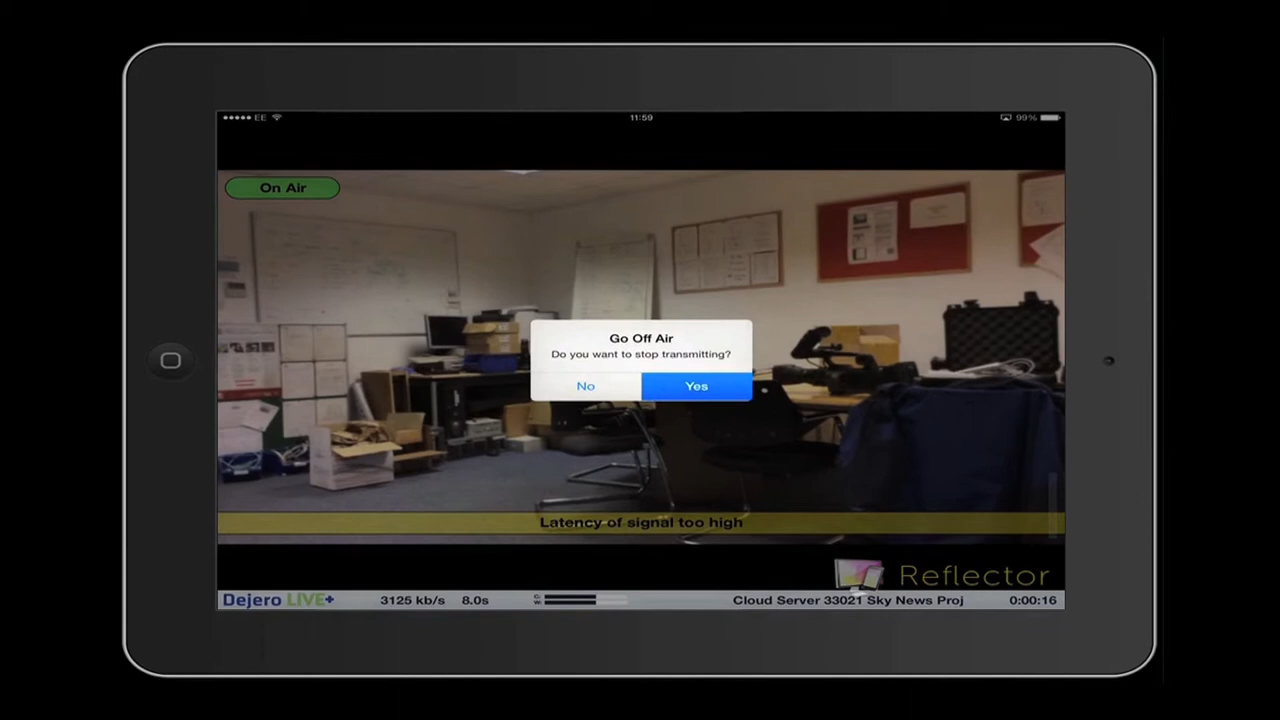 EE
11:59
99%
On Air
Go Off Air
Do you want to stop transmitting?
No
Yes
Latency of signal too high
Reflector
Dejero LIVE+
3125 kb/s
8.0s
Cloud Server 33021 Sky News Proj
0:00:16